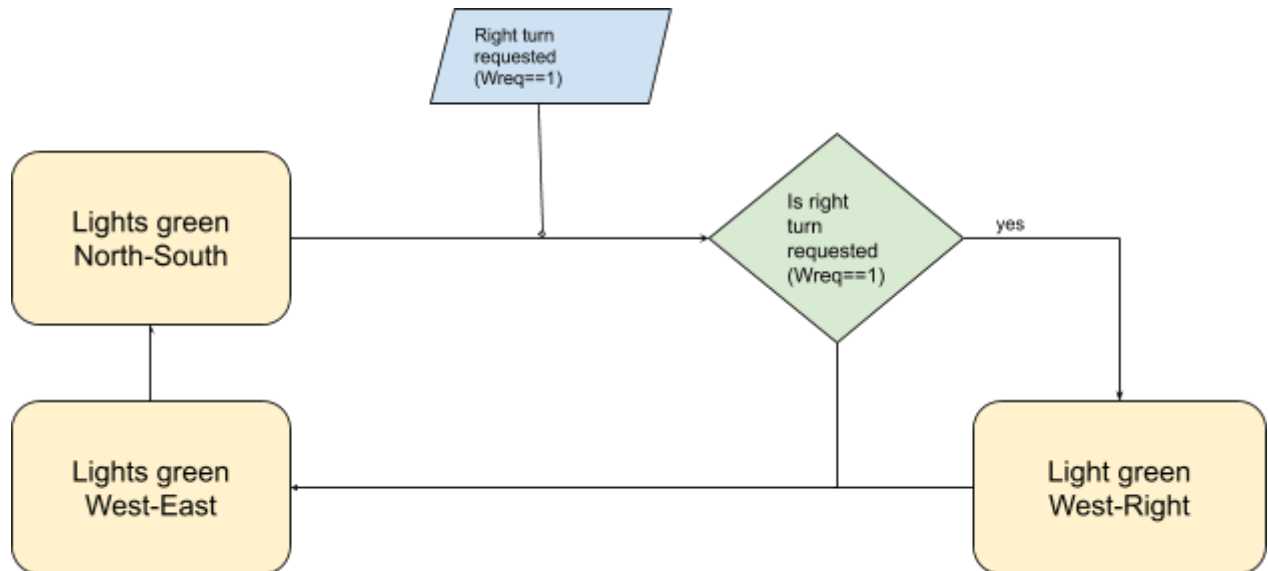 Right turn
requested
(Wreq==1)
Lights green
North-South
Is right
turn
requested
(Wreq==1)
yes
Lights green
West-East
Light green
West-Right